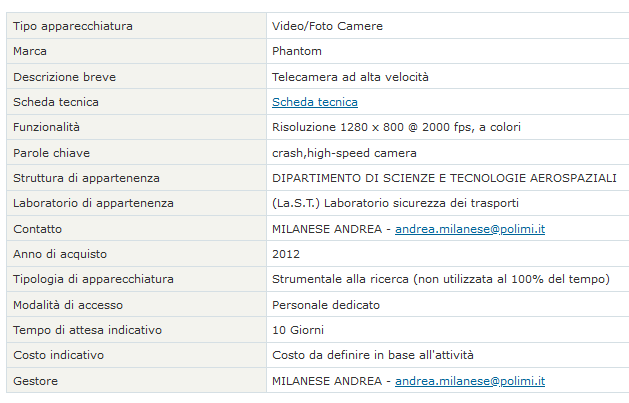 Tipo apparecchiatura Video/Foto Camere
Marca Phantom
Descrizione breve Telecamera ad alta velocità
Scheda tecnica Scheda tecnica
Funzionalità Risoluzione 1280 x 800 @ 2000 fps, a colori
Parole chiave crash,high-speed camera
Struttura di appartenenza DIPARTIMENTO DI SCIENZE E TECNOLOGIE AEROSPAZIALI
Laboratorio di appartenenza (La.S.T.) Laboratorio sicurezza dei trasporti
Contatto MILANESE ANDREA - andrea.milanese@polimi.it
Anno di acquisto 2012
Tipologia di apparecchiatura Strumentale alla ricerca (non utilizzata al 100% del tempo)
Modalità di accesso Personale dedicato
Tempo di attesa indicativo 10 Giorni
Costo indicativo Costo da definire in base all'attività
Gestore MILANESE ANDREA - andrea.milanese@polimi.it